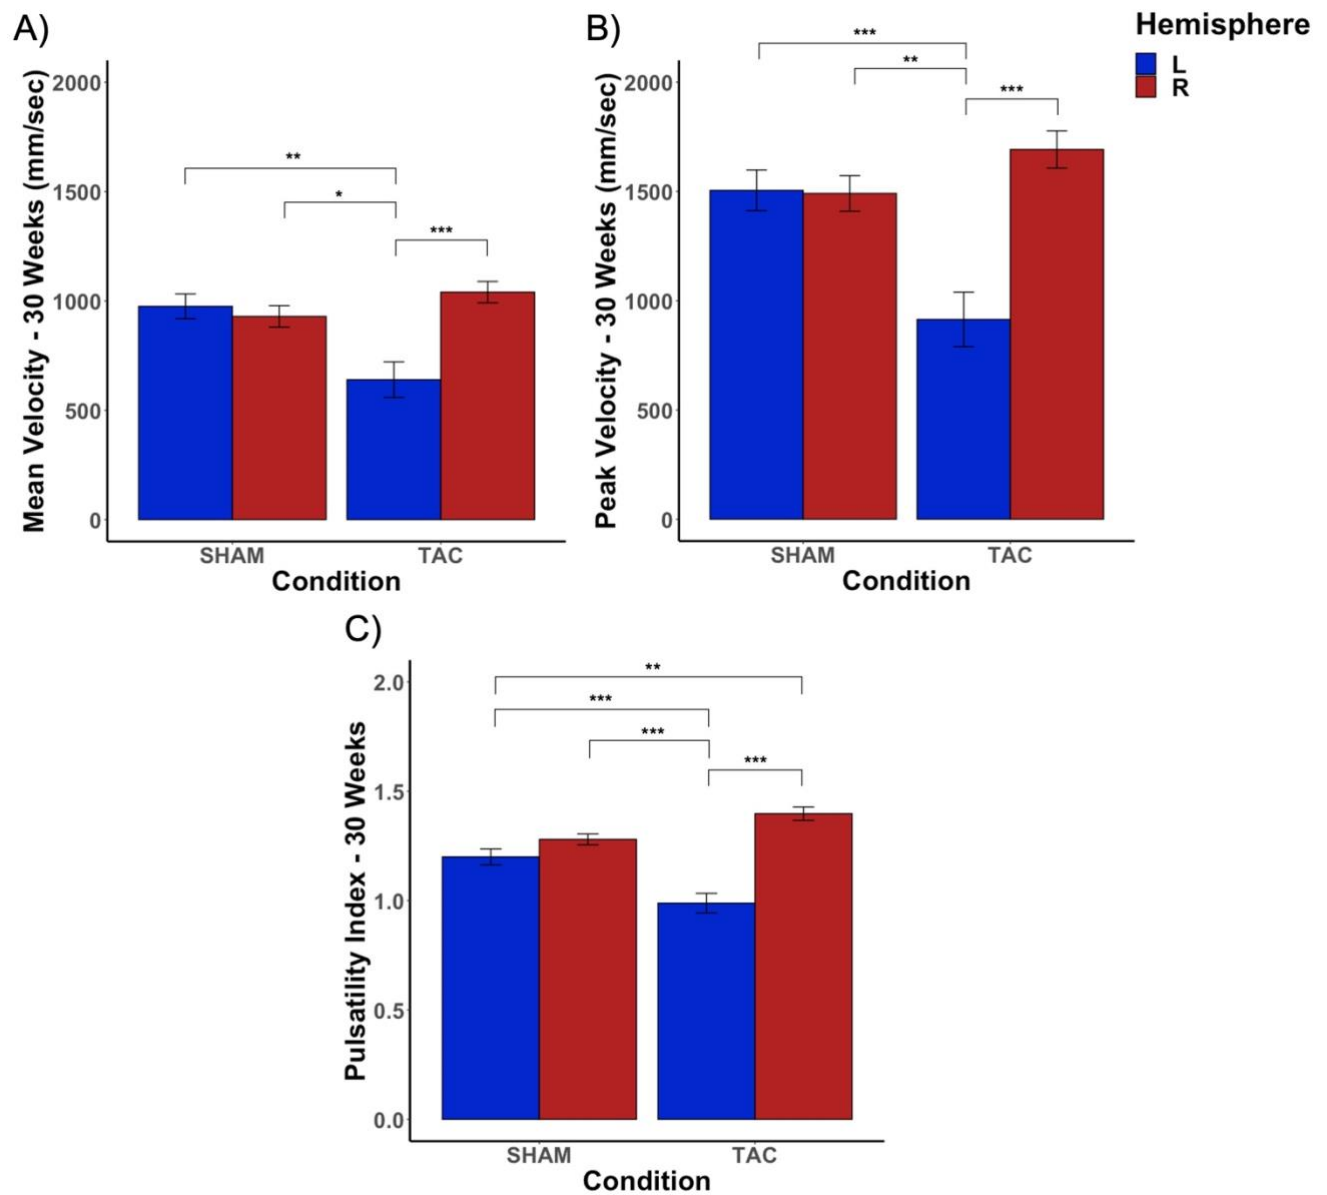 A)
Mean Velocity - 30 Weeks (mm/sec)
2000
1500
1000
500
0
**
*
***
SHAM
TAC
Condition
B)
Peak Velocity - 30 Weeks (mm/sec)
2000
1500
1000
500
0
***
**
***
SHAM
TAC
Condition
Hemisphere
L
R
C)
Pulsatility Index - 30 Weeks
2.0
1.5
1.0
0.5
0.0
**
***
***
***
SHAM
TAC
Condition